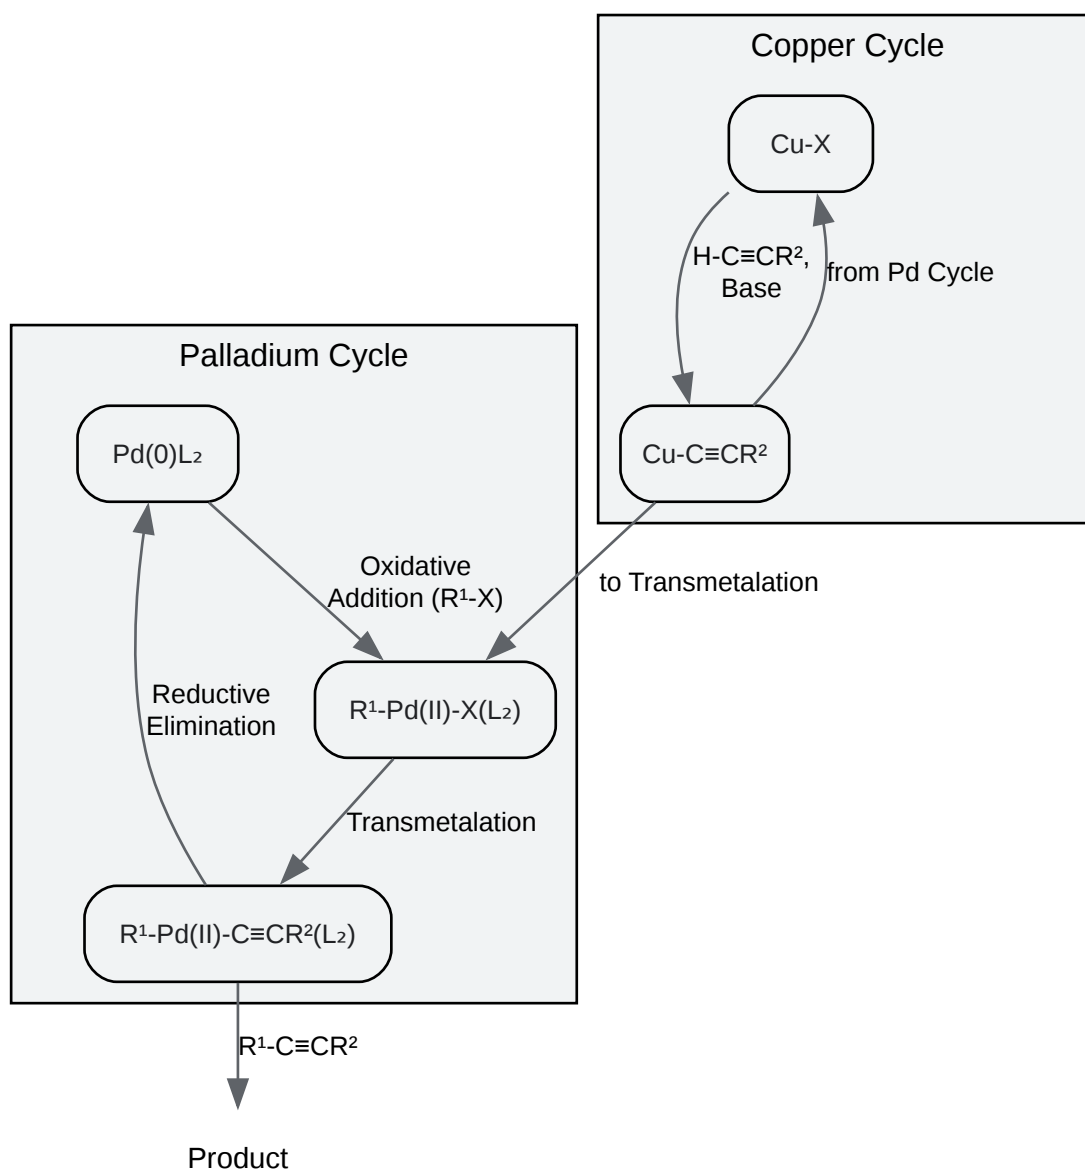 Copper Cycle
Cu-X
H-C≡CR²,
Base
from Pd Cycle
Cu-C≡CR²
to Transmetalation
Palladium Cycle
Pd(0)L₂
Oxidative
Addition (R¹-X)
R¹-Pd(II)-X(L₂)
Reductive
Elimination
Transmetalation
R¹-Pd(II)-C≡CR²(L₂)
R¹-C≡CR²
Product